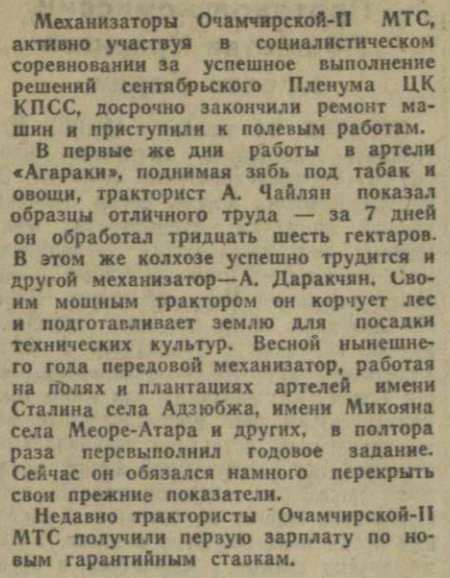 Механизаторы Очамчирской-II МТС,
активно участвуя в социалистическом
соревновании за успешное выполнение
решений сентябрьского Пленума ЦК
КПСС, досрочно закончили ремонт ма-
шин и приступили к полевым работам.
В первые же дни работы в артели
«Агараки», поднимая зябь под табак и
овощи, тракторист А. Чайлян показал
образцы отличного труда — за 7 дней
он обработал тридцать шесть гектаров.
В этом же колхозе успешно трудится и
другой механизатор—А. Даракчян. Сво-
им мощным трактором он корчует лес
и подготавливает землю для посадки
технических культур. Весной нынешне-
го года передовой механизатор, работая
на полях и плантациях артелей имени
Сталина села Адзюбжа, имени Микояна
села Меоре-Атара и других, в полтора
раза перевыполнил годовое задание.
Сейчас он обязался намного перекрыть
свои прежние показатели.
Недавно трактористы Очамчирской-II
МТС получили первую зарплату по но-
вым гарантийным ставкам.